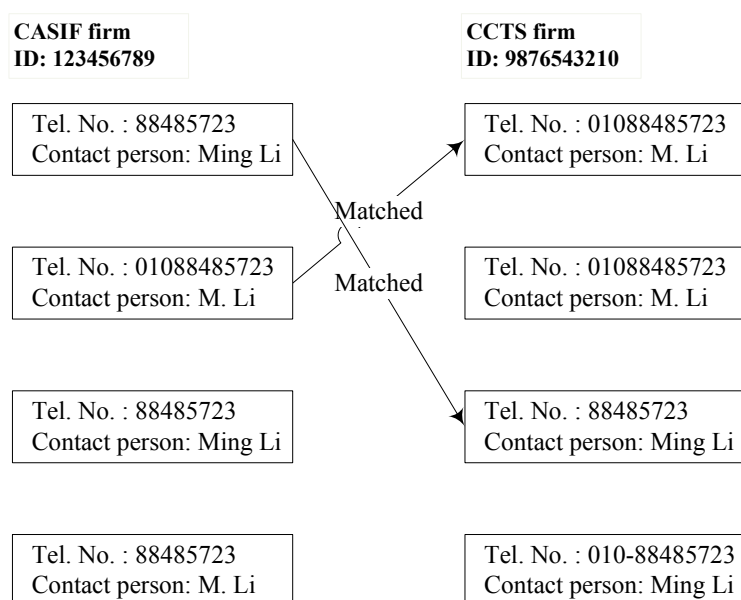 CASIF firm
ID: 123456789
CCTS firm
ID: 9876543210
Tel. No. : 88485723
Contact person: Ming Li
Tel. No. : 01088485723
Contact person: M. Li
Matched
Tel. No. : 01088485723
Contact person: M. Li
Matched
Tel. No. : 01088485723
Contact person: M. Li
Tel. No. : 88485723
Contact person: Ming Li
Tel. No. : 88485723
Contact person: Ming Li
Tel. No. : 88485723
Contact person: M. Li
Tel. No. : 010-88485723
Contact person: Ming Li